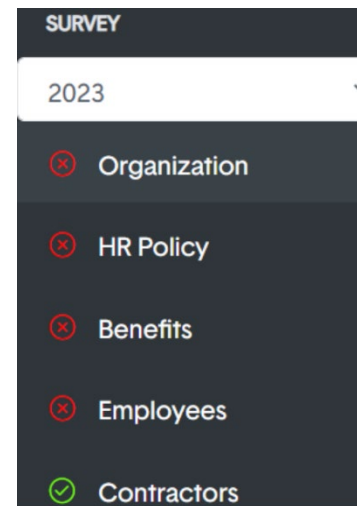 SURVEY
2023
Organization
HR Policy
Benefits
Employees
Contractors